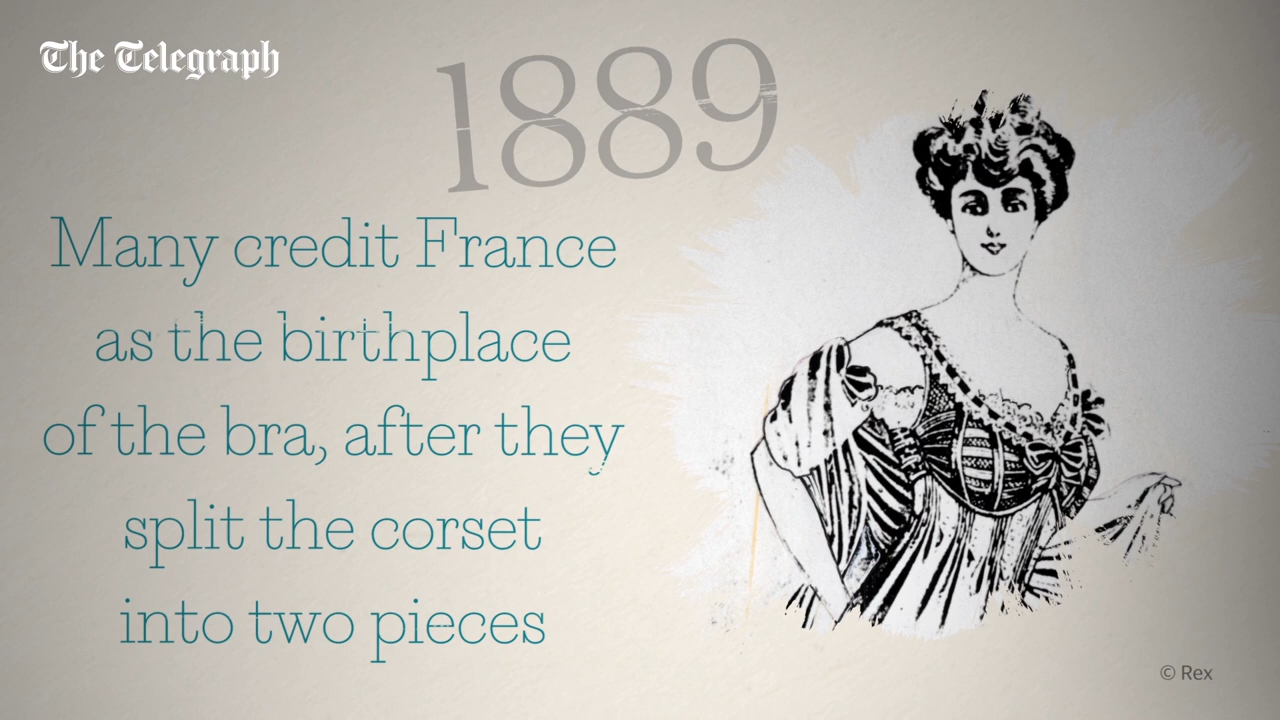 The Telegraph
1889
Many credit France
as the birthplace
of the bra, after they
split the corset
into two pieces
© Rex